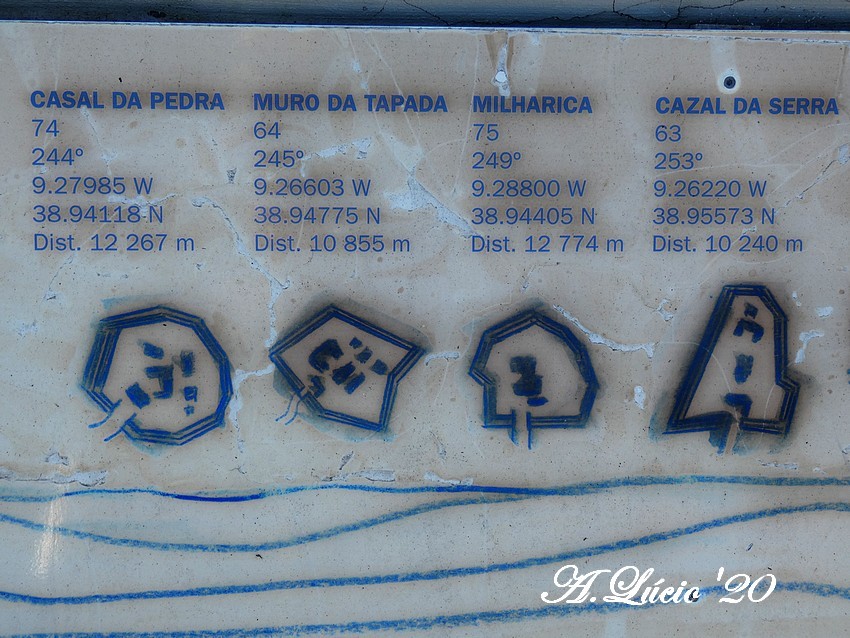 CASAL DA PEDRA
74
244º
9.27985 W
38.94118 N
Dist. 12 267 m
MURO DA TAPADA
64
245º
9.26603 W
38.94775 N
Dist. 10 855 m
MILHARICA
75
249º
9.28800 W
38.94405 N
Dist. 12 774 m
CAZAL DA SERRA
63
253º
9.26220 W
38.95573 N
Dist. 10 240 m
A.Lúcio '20